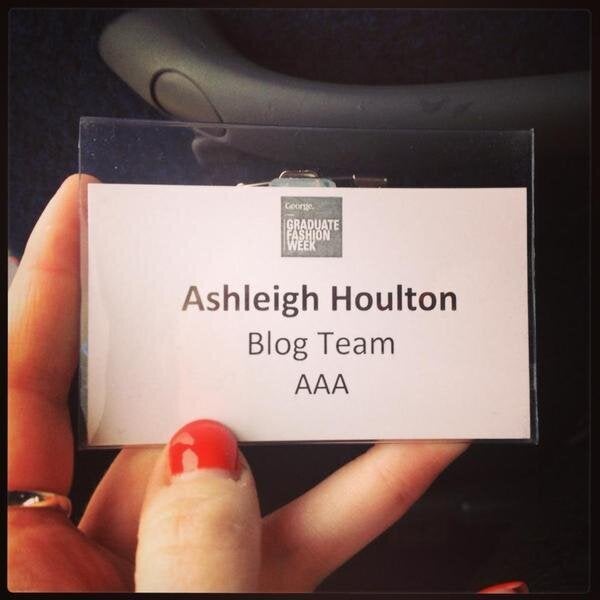 George.
GRADUATE
FASHION
WEEK
Ashleigh Houlton
Blog Team
AAA